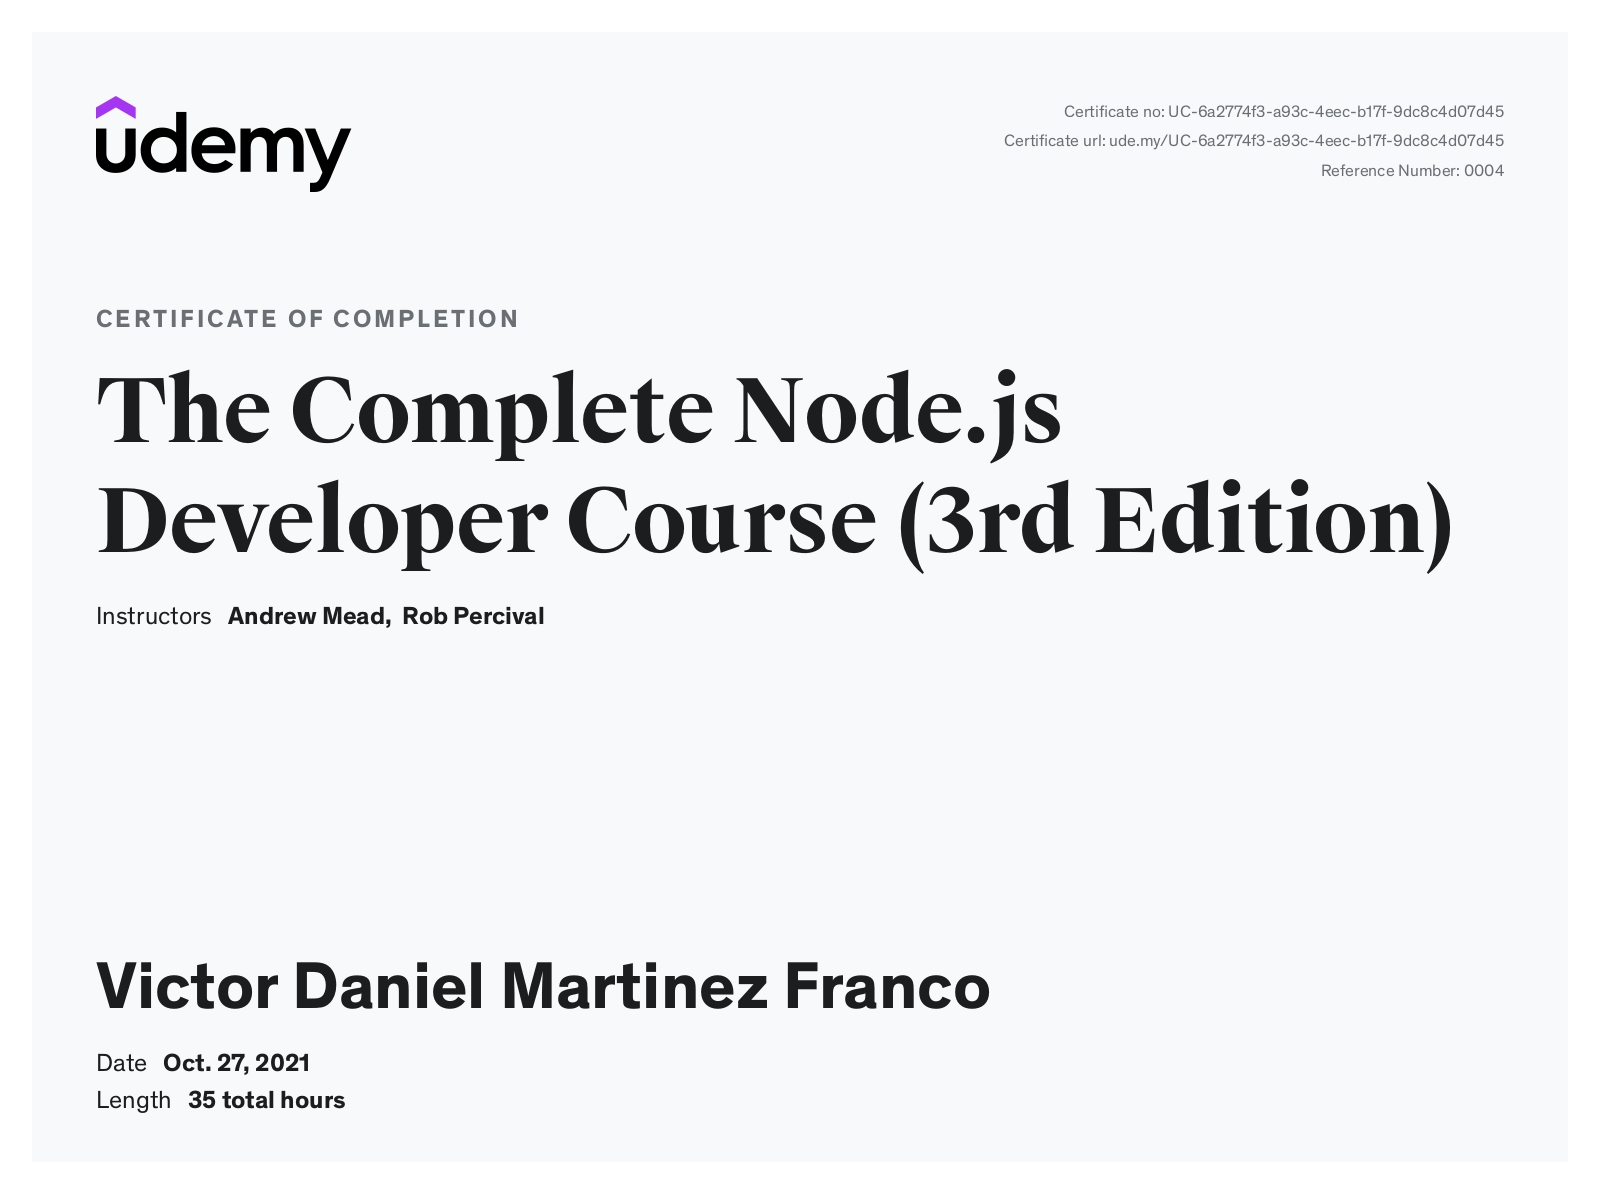 udemy
Certificate no: UC-6a2774f3-a93c-4eec-b17f-9dc8c4d07d45
Certificate url: ude.my/UC-6a2774f3-a93c-4eec-b17f-9dc8c4d07d45
Reference Number: 0004
CERTIFICATE OF COMPLETION
The Complete Node.js
Developer Course (3rd Edition)
Instructors Andrew Mead, Rob Percival
Victor Daniel Martinez Franco
Date Oct. 27, 2021
Length 35 total hours